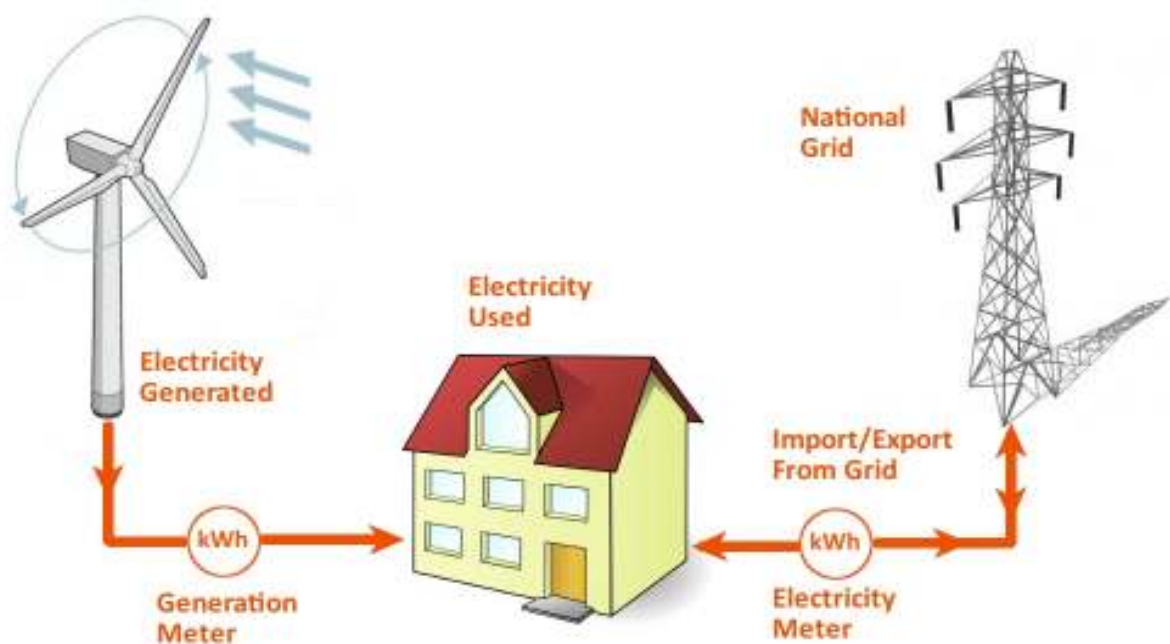 National
Grid
Electricity
Used
Electricity
Generated
Import/Export
From Grid
kWh
kWh
Generation
Meter
Electricity
Meter